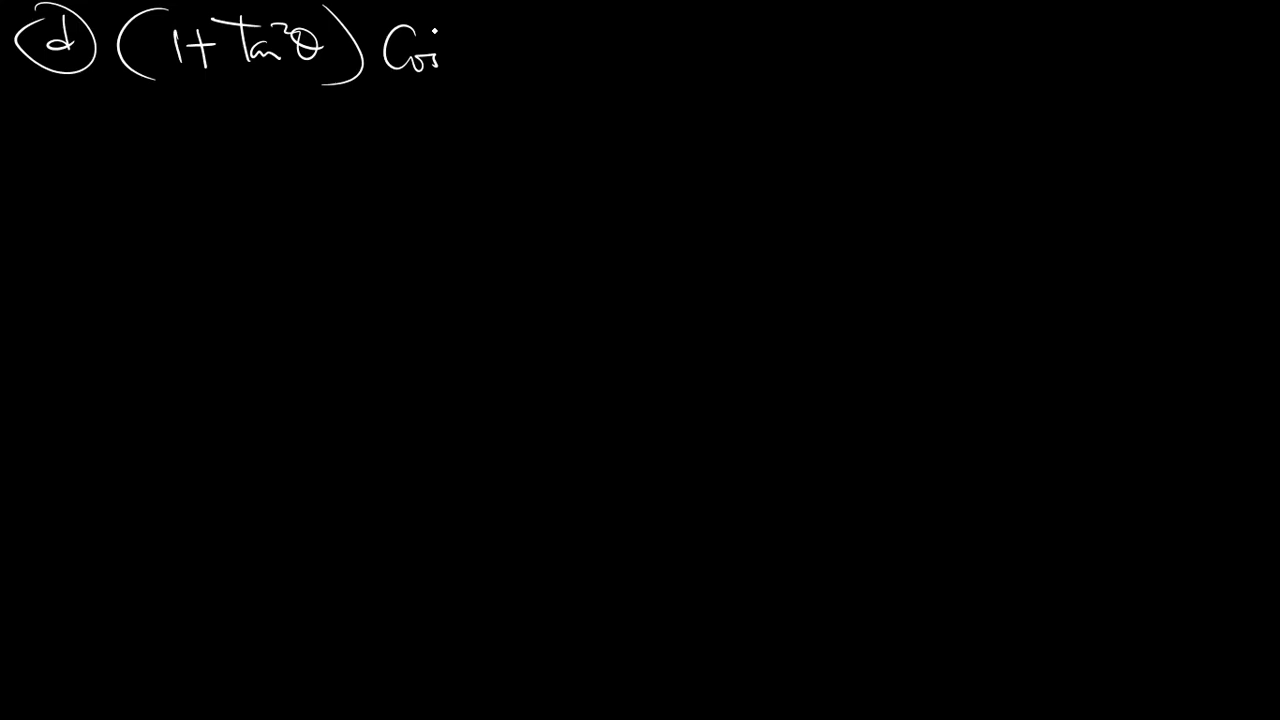 ⓓ (1+Tan²θ) Cos